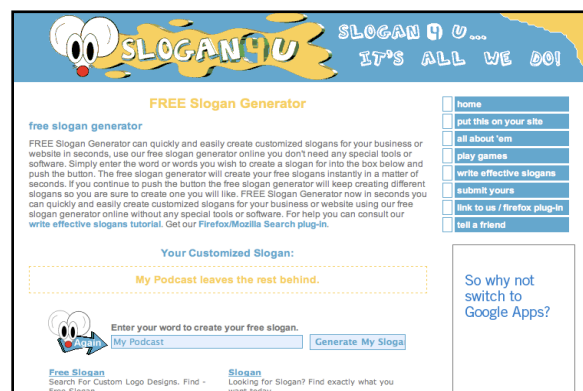 SLOGAN 4 U
SLOGAN 4 U...
IT'S ALL WE DO!
FREE Slogan Generator
free slogan generator
FREE Slogan Generator can quickly and easily create customized slogans for your business or
website in seconds, use our free slogan generator online you don't need any special tools or
software. Simply enter the word or words you wish to create a slogan for into the box below and
push the button. The free slogan generator will create your free slogans instantly in a matter of
seconds. If you continue to push the button the free slogan generator will keep creating different
slogans so you are sure to create one you will like. FREE Slogan Generator now in seconds you
can quickly and easily create customized slogans for your business or website using our free
slogan generator online without any special tools or software. For help you can consult our
write effective slogans tutorial. Get our Firefox/Mozilla Search plug-in.
Your Customized Slogan:
My Podcast leaves the rest behind.
Again
Enter your word to create your free slogan.
My Podcast
Generate My Sloga
Free Slogan
Search For Custom Logo Designs. Find -
Free Slogan
Slogan
Looking for Slogan? Find exactly what you
want today
home
put this on your site
all about 'em
play games
write effective slogans
submit yours
link to us / firefox plug-in
tell a friend
So why not
switch to
Google Apps?